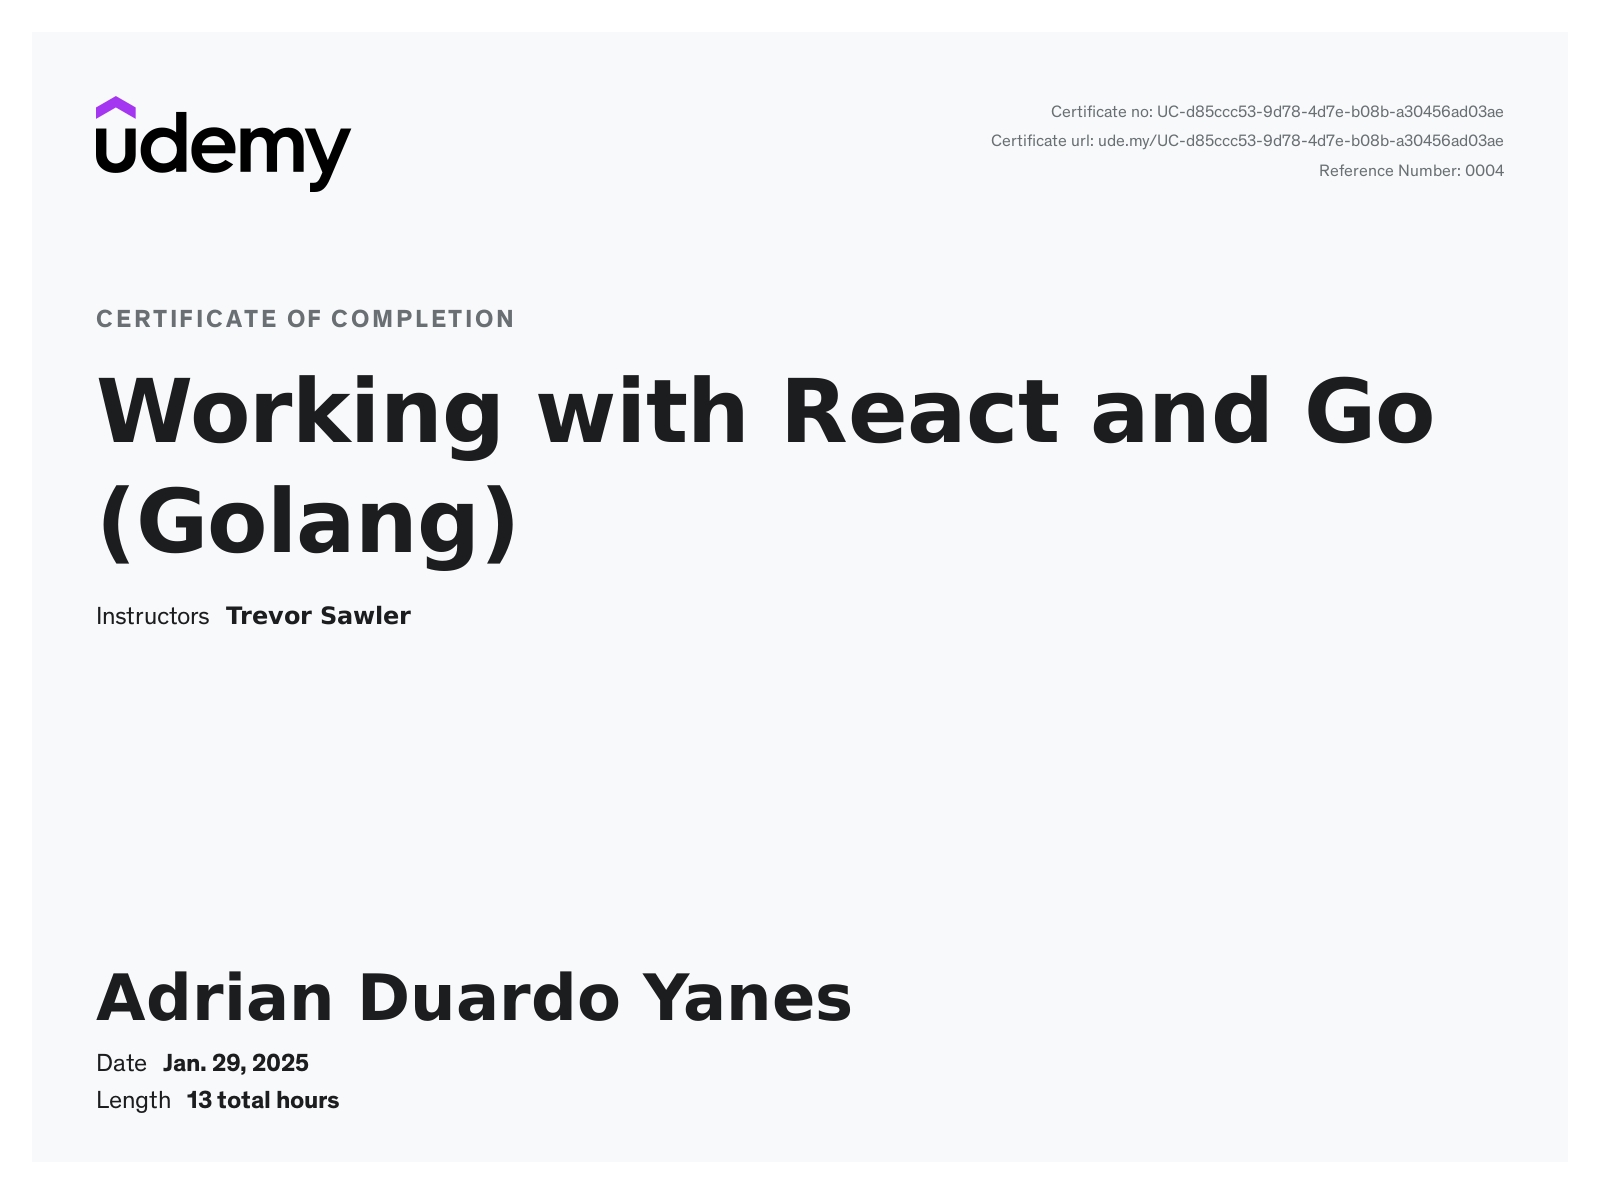 udemy
Certificate no: UC-d85ccc53-9d78-4d7e-b08b-a30456ad03ae
Certificate url: ude.my/UC-d85ccc53-9d78-4d7e-b08b-a30456ad03ae
Reference Number: 0004
CERTIFICATE OF COMPLETION
Working with React and Go
(Golang)
Instructors Trevor Sawler
Adrian Duardo Yanes
Date Jan. 29, 2025
Length 13 total hours